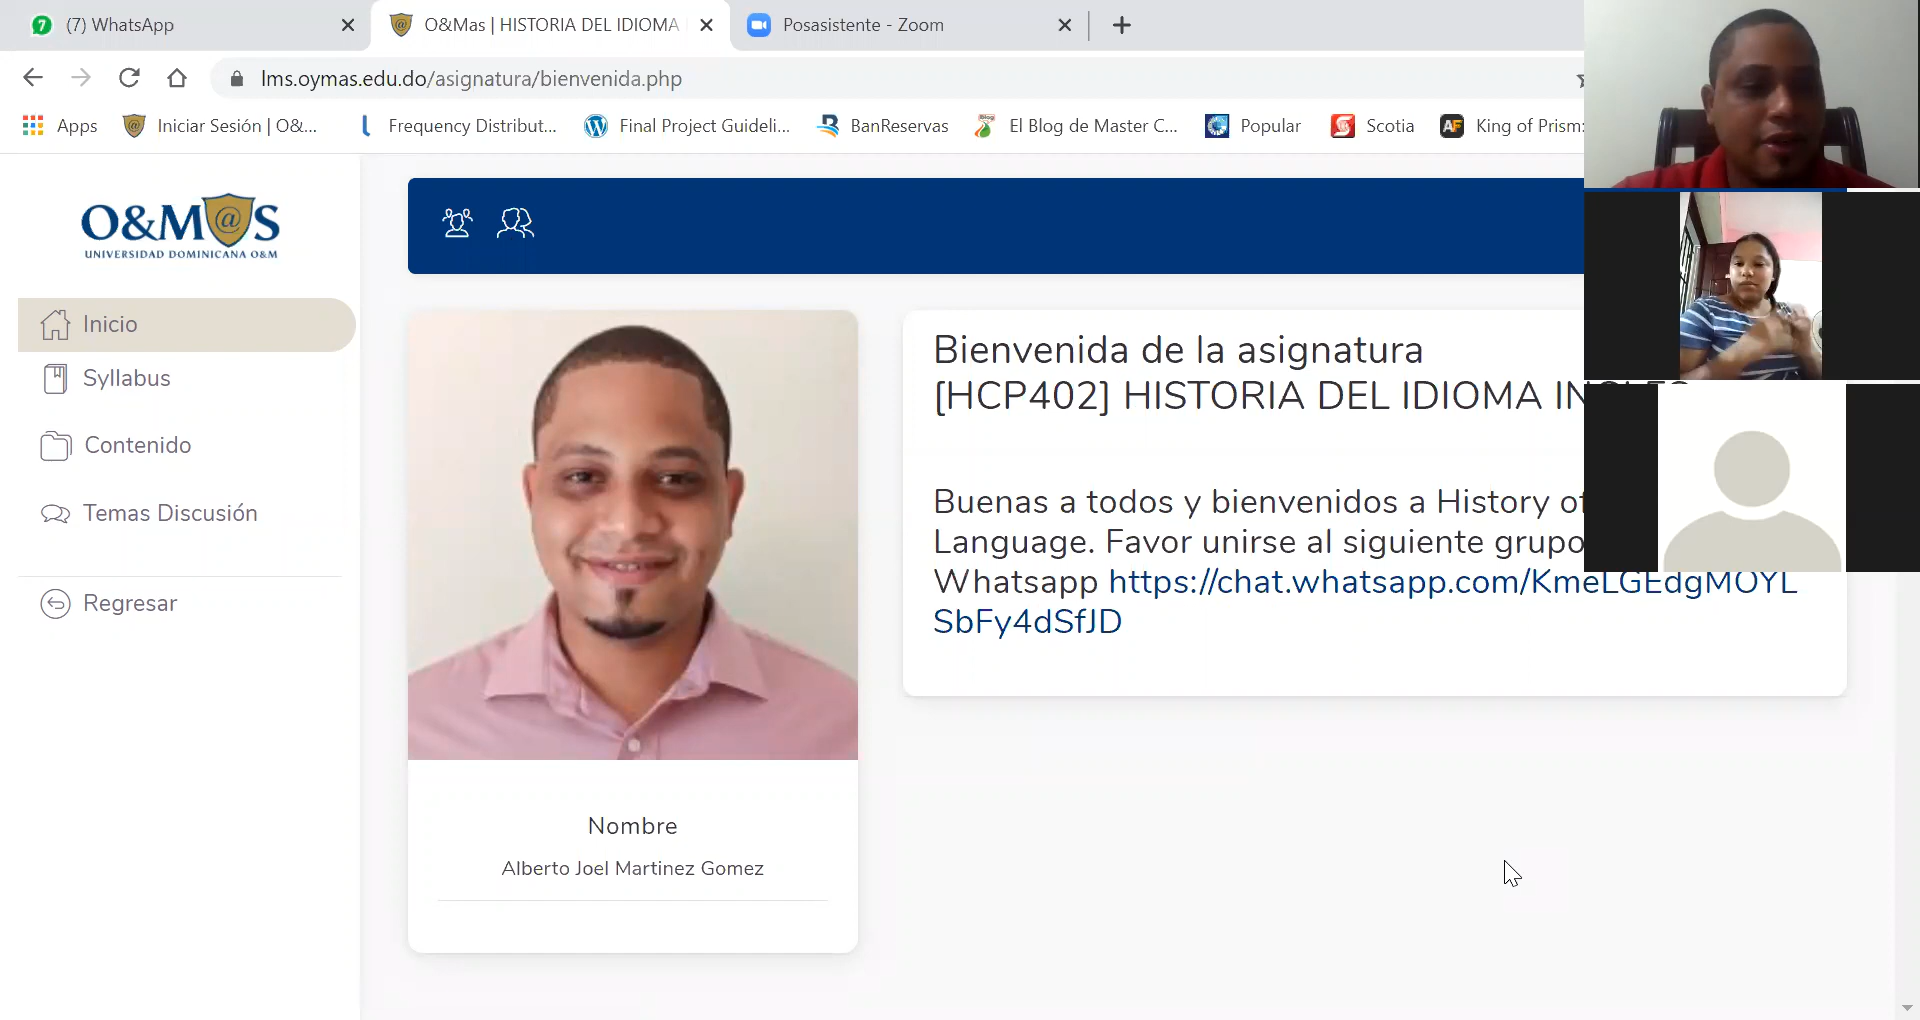 (7) WhatsApp
O&Mas | HISTORIA DEL IDIOMA
Posasistente - Zoom
lms.oymas.edu.do/asignatura/bienvenida.php
Apps
Iniciar Sesión | O&...
Frequency Distribut...
Final Project Guideli...
BanReservas
El Blog de Master C...
Popular
Scotia
King of Prism:
O&M@S
UNIVERSIDAD DOMINICANA O&M
Inicio
Syllabus
Contenido
Temas Discusión
Regresar
Nombre
Alberto Joel Martinez Gomez
Bienvenida de la asignatura
[HCP402] HISTORIA DEL IDIOMA
Buenas a todos y bienvenidos a History of
Language. Favor unirse al siguiente grupo
Whatsapp https://chat.whatsapp.com/KmeLGEdgMOYL
SbFy4dSfJD